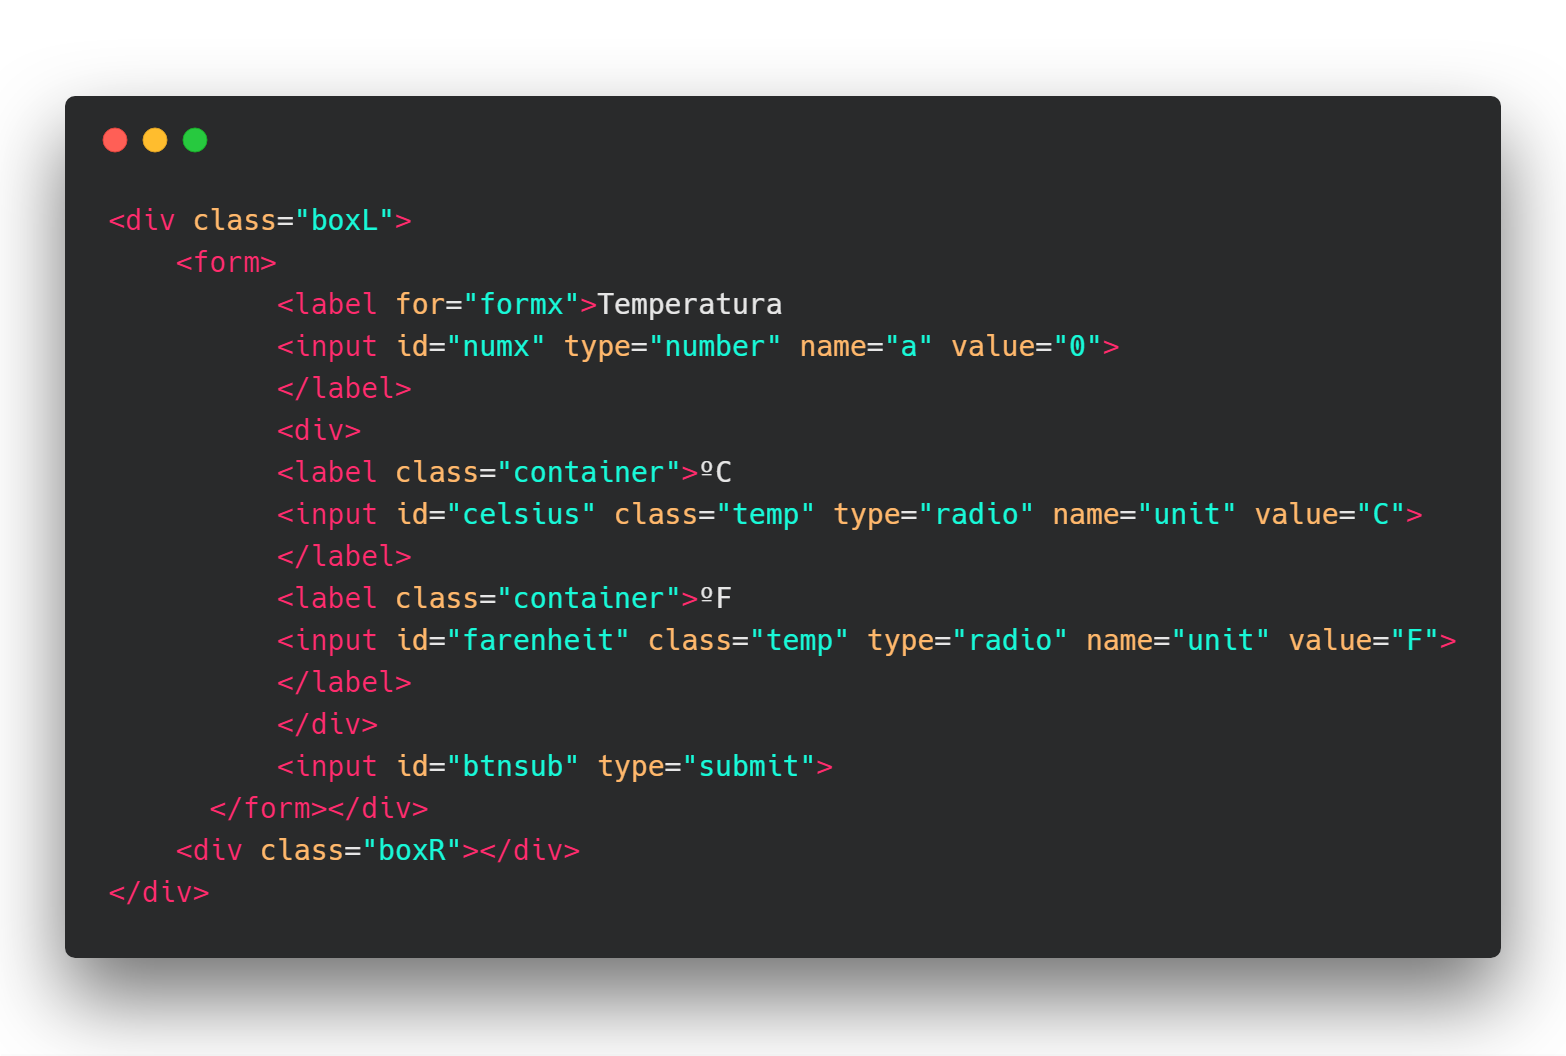 <div class="boxL">
    <form>
          <label for="formx">Temperatura
          <input id="numx" type="number" name="a" value="0">
          </label>
          <div>
          <label class="container">ºC
          <input id="celsius" class="temp" type="radio" name="unit" value="C">
          </label>
          <label class="container">ºF
          <input id="farenheit" class="temp" type="radio" name="unit" value="F">
          </label>
          </div>
          <input id="btnsub" type="submit">
      </form></div>
    <div class="boxR"></div>
</div>